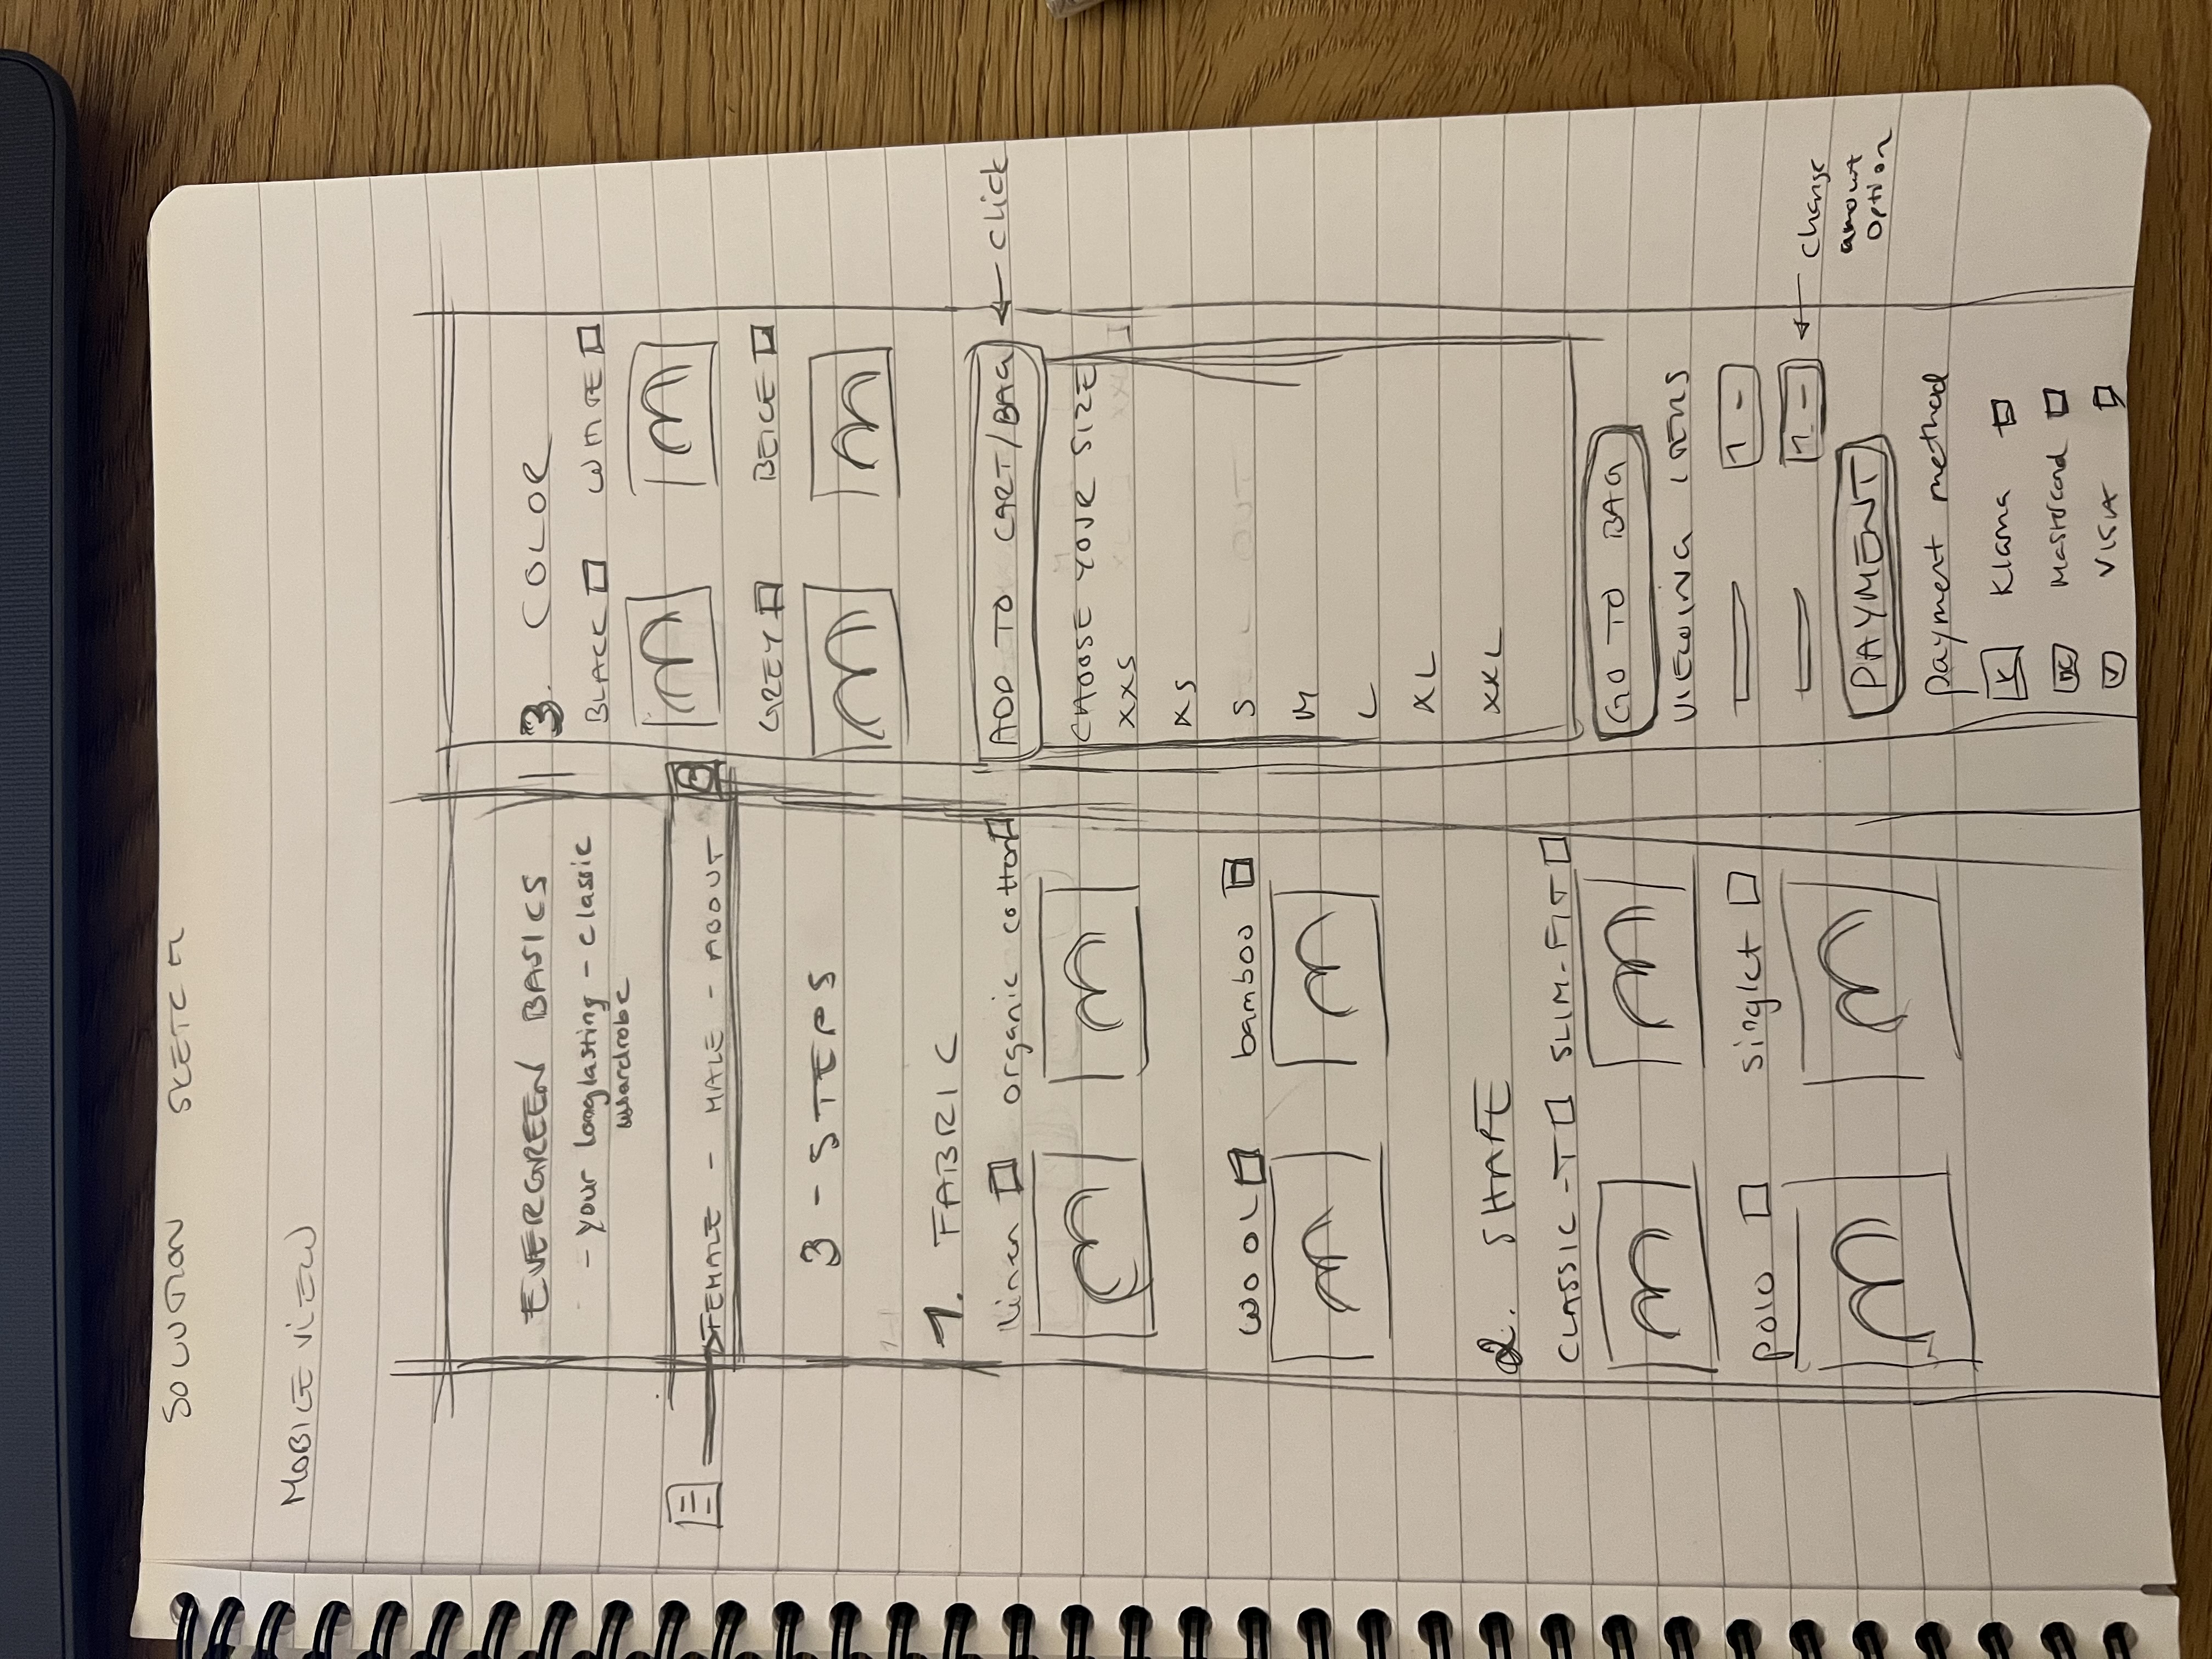 SOLUTION SKETCH
MOBILE VIEW
EVERGREEN BASICS
- your longlasting - classic
wardrobe
FEMALE - MALE - ABOUT
3 - STEPS
1. FABRIC
linen organic cotton
WOOL bamboo
2. SHAPE
CLASSIC - T SLIM-FIT
polo singlet
3. COLOR
BLACK WHITE
GREY BEIGE
ADD TO CART/BAG ← click
CHOOSE YOUR SIZE
XXS
XS
S
M
L
XL
XXL
GO TO BAG
VIEWING ITEMS
1 -
1 - ← change
amount
option
PAYMENT
payment method
K Klarna
MC Mastercard
V VISA